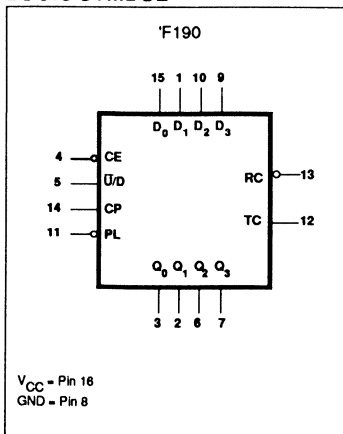 'F190
15 1 10 9
D0 D1 D2 D3
4 CE
5 U̅/D
RC 13
14 CP
TC 12
11 PL
Q0 Q1 Q2 Q3
3 2 6 7
VCC = Pin 16
GND = Pin 8